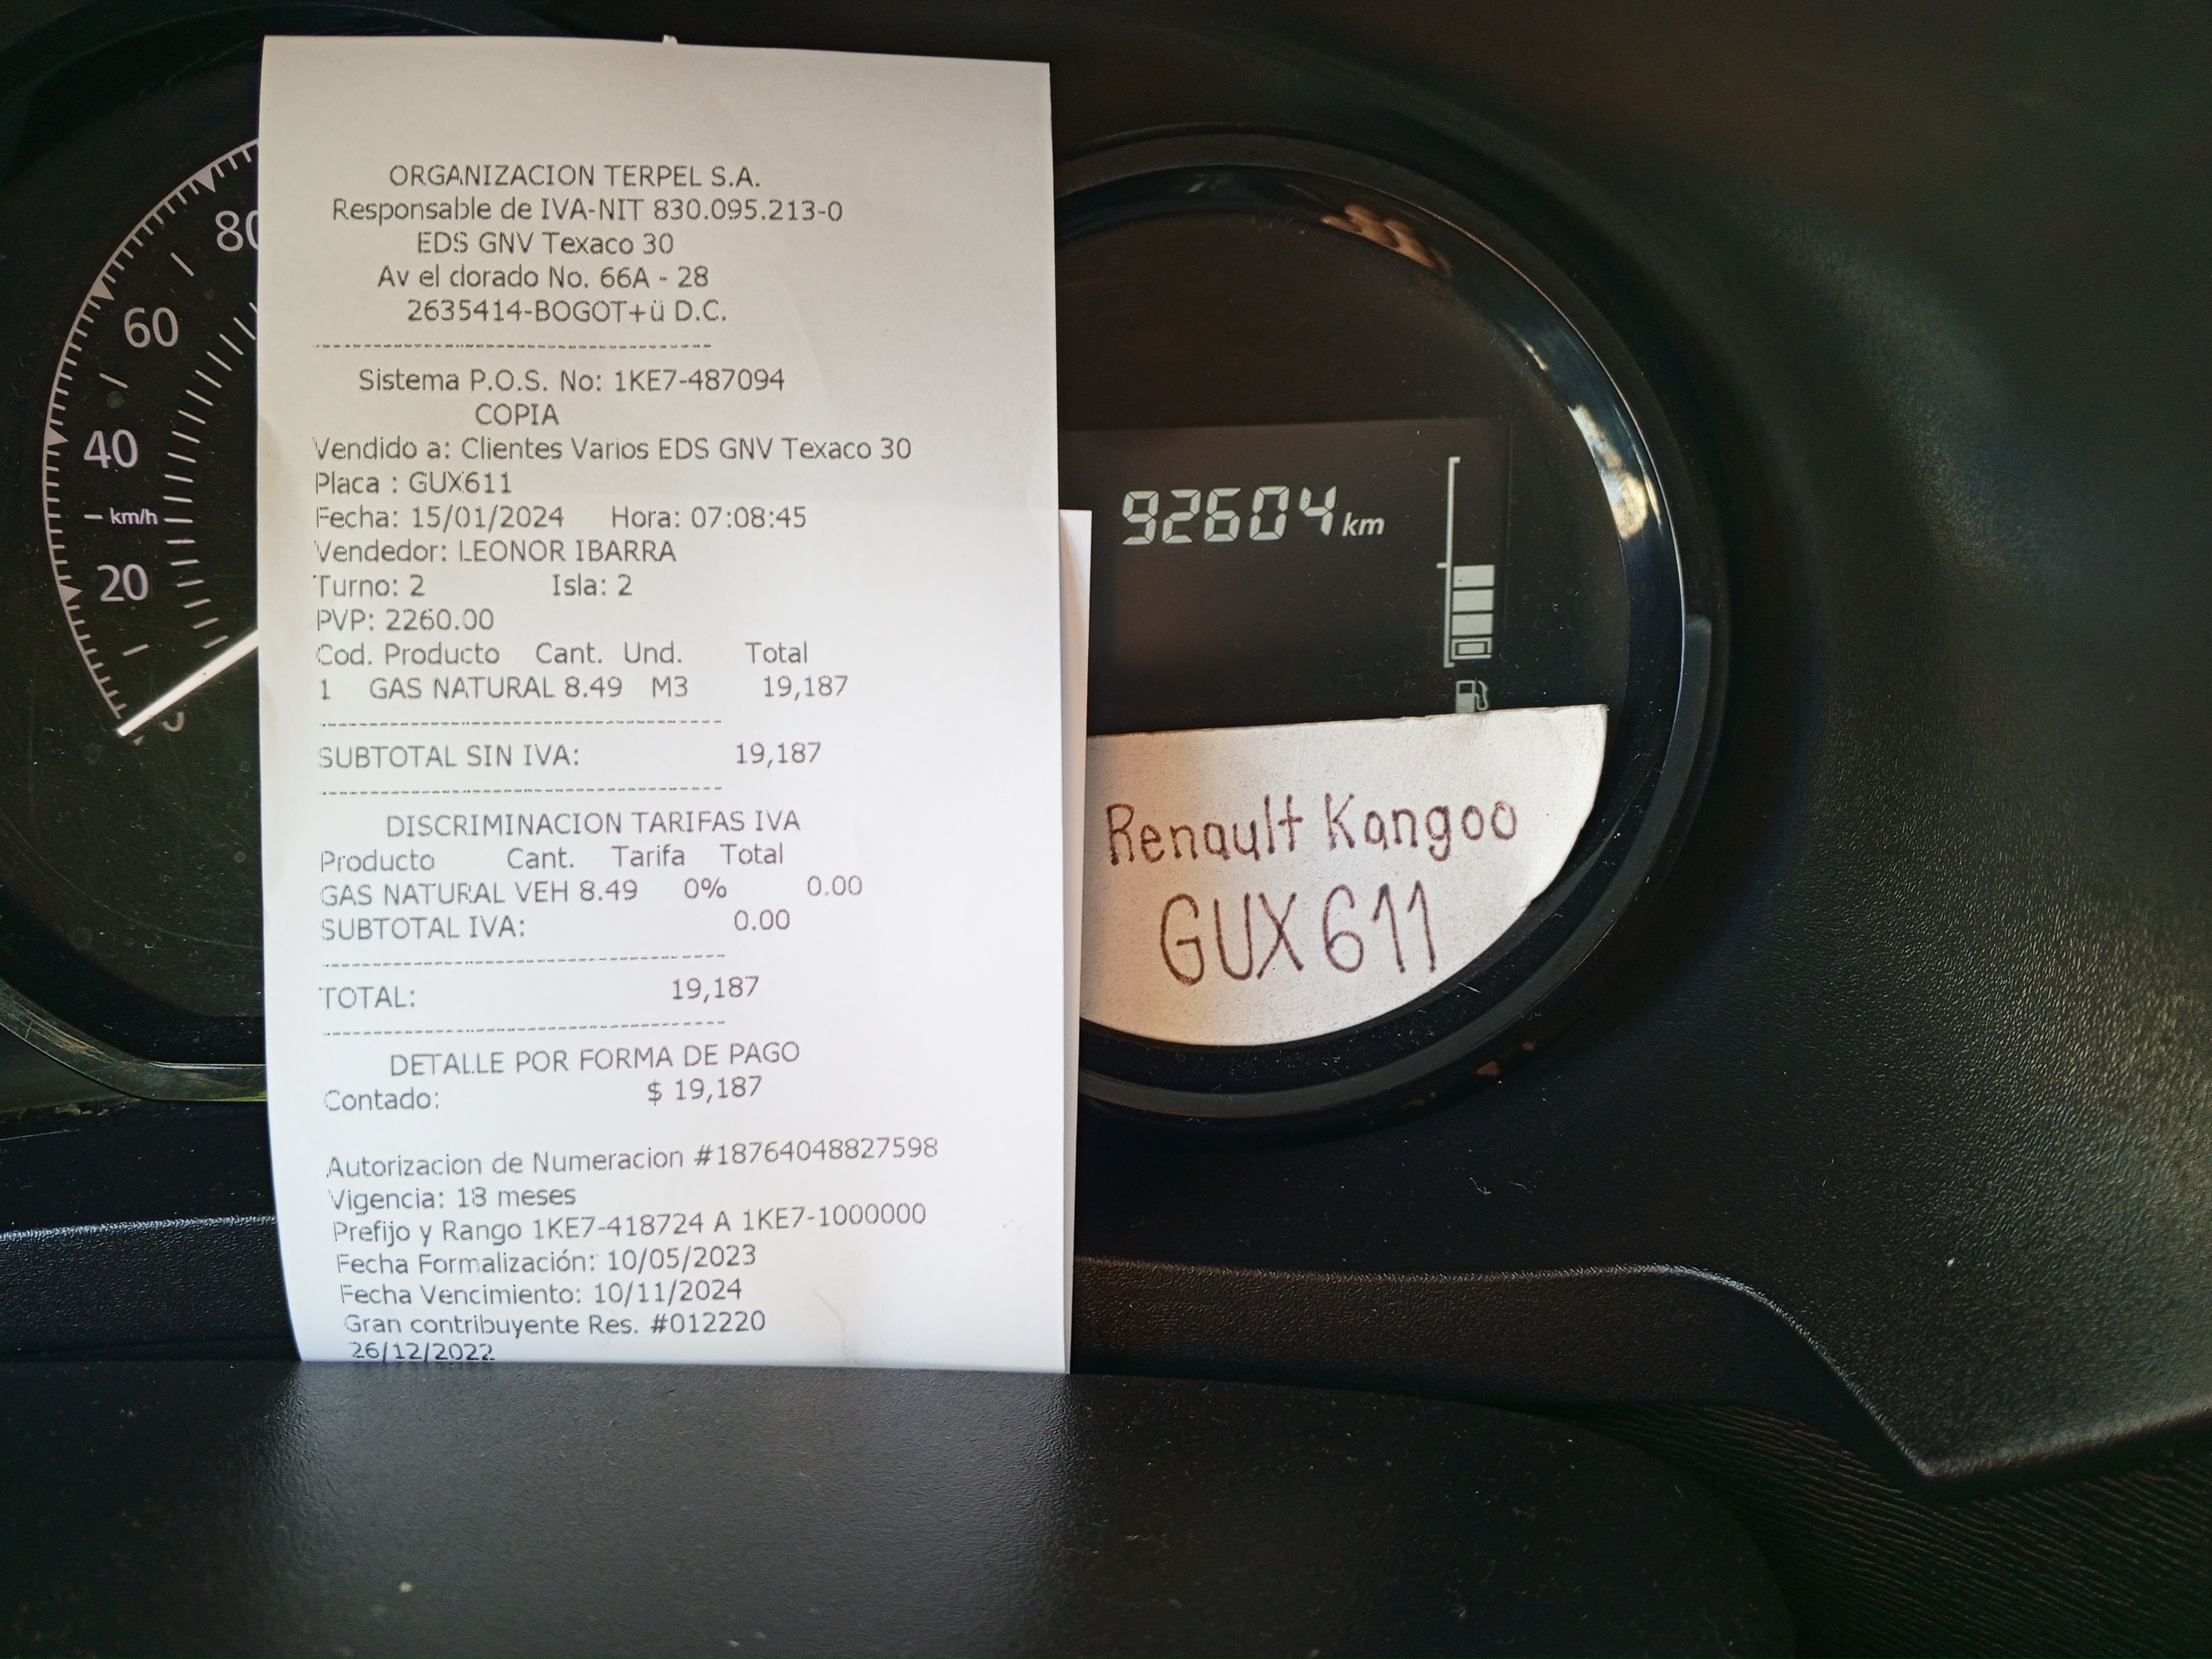 ORGANIZACION TERPEL S.A.
Responsable de IVA-NIT 830.095.213-0
EDS GNV Texaco 30
Av el dorado No. 66A - 28
2635414-BOGOT+ü D.C.
Sistema P.O.S. No: 1KE7-487094
COPIA
Vendido a: Clientes Varios EDS GNV Texaco 30
Placa : GUX611
Fecha: 15/01/2024 Hora: 07:08:45
Vendedor: LEONOR IBARRA
Turno: 2 Isla: 2
PVP: 2260.00
Cod. Producto Cant. Und. Total
1 GAS NATURAL 8.49 M3 19,187
SUBTOTAL SIN IVA: 19,187
DISCRIMINACION TARIFAS IVA
Producto Cant. Tarifa Total
GAS NATURAL VEH 8.49 0% 0.00
SUBTOTAL IVA: 0.00
TOTAL: 19,187
DETALLE POR FORMA DE PAGO
Contado: $ 19,187
Autorizacion de Numeracion #18764048827598
Vigencia: 18 meses
Prefijo y Rango 1KE7-418724 A 1KE7-1000000
Fecha Formalización: 10/05/2023
Fecha Vencimiento: 10/11/2024
Gran contribuyente Res. #012220
26/12/2022
80
60
40
km/h
20
92604 km
Renault Kangoo
GUX611